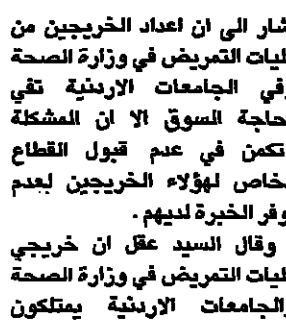 شار الى ان اعداد الخريجين من
ليات التمريض في وزارة الصحة
في الجامعات الاردنية تفي
حاجة السوق الا ان المشكلة
تكمن في عدم قبول القطاع
خاص لهؤلاء الخريجين لعدم
وفر الخبرة لديهم .
وقال السيد عقل ان خريجي
ليات التمريض في وزارة الصحة
الجامعات الاردنية يمتلكون